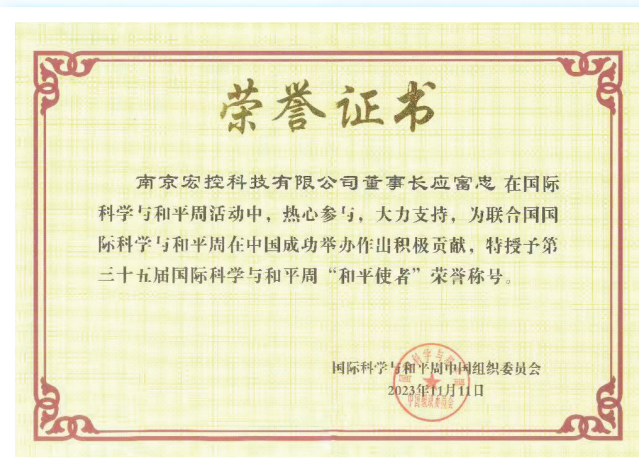 荣誉证书
南京宏控科技有限公司董事长应富忠 在国际
科学与和平周活动中，热心参与，大力支持，为联合国国
际科学与和平周在中国成功举办作出积极贡献，特授予第
三十五届国际科学与和平周“和平使者”荣誉称号。
国际科学与和平周中国组织委员会
2023年11月11日